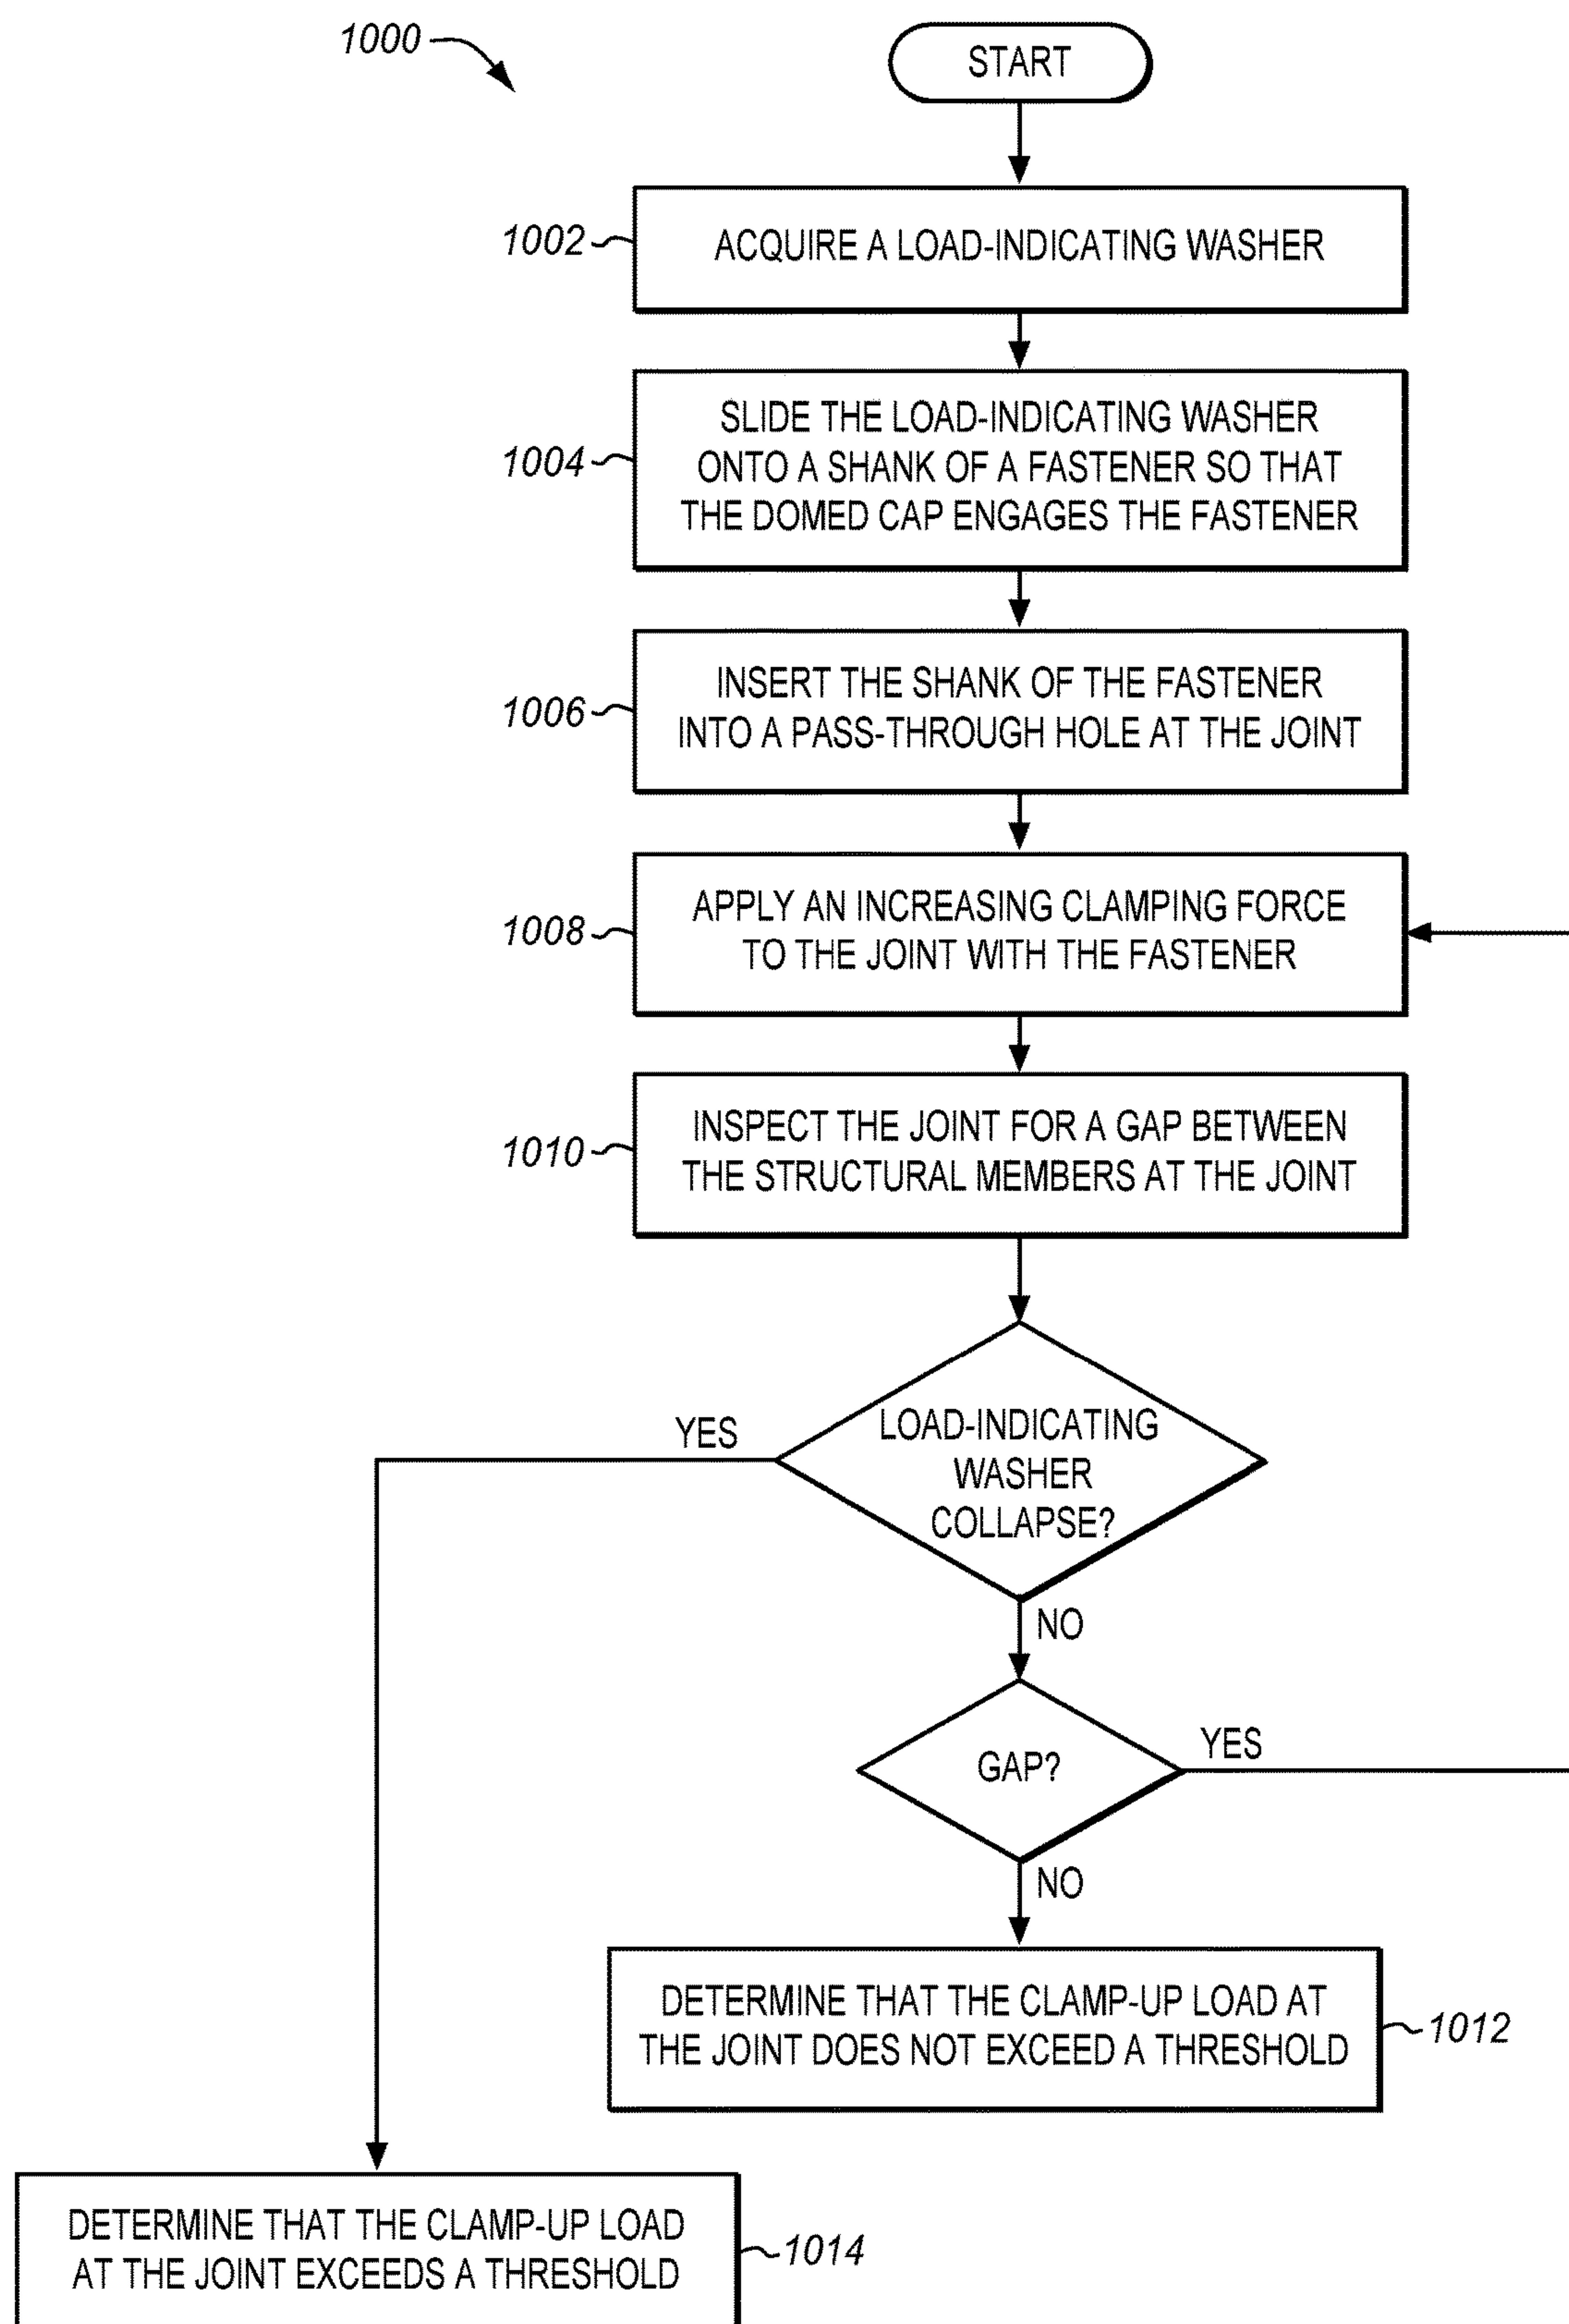 1000
START
1002
ACQUIRE A LOAD-INDICATING WASHER
1004
SLIDE THE LOAD-INDICATING WASHER
ONTO A SHANK OF A FASTENER SO THAT
THE DOMED CAP ENGAGES THE FASTENER
1006
INSERT THE SHANK OF THE FASTENER
INTO A PASS-THROUGH HOLE AT THE JOINT
1008
APPLY AN INCREASING CLAMPING FORCE
TO THE JOINT WITH THE FASTENER
1010
INSPECT THE JOINT FOR A GAP BETWEEN
THE STRUCTURAL MEMBERS AT THE JOINT
YES
LOAD-INDICATING
WASHER
COLLAPSE?
NO
GAP?
YES
NO
DETERMINE THAT THE CLAMP-UP LOAD AT
THE JOINT DOES NOT EXCEED A THRESHOLD
1012
DETERMINE THAT THE CLAMP-UP LOAD
AT THE JOINT EXCEEDS A THRESHOLD
1014